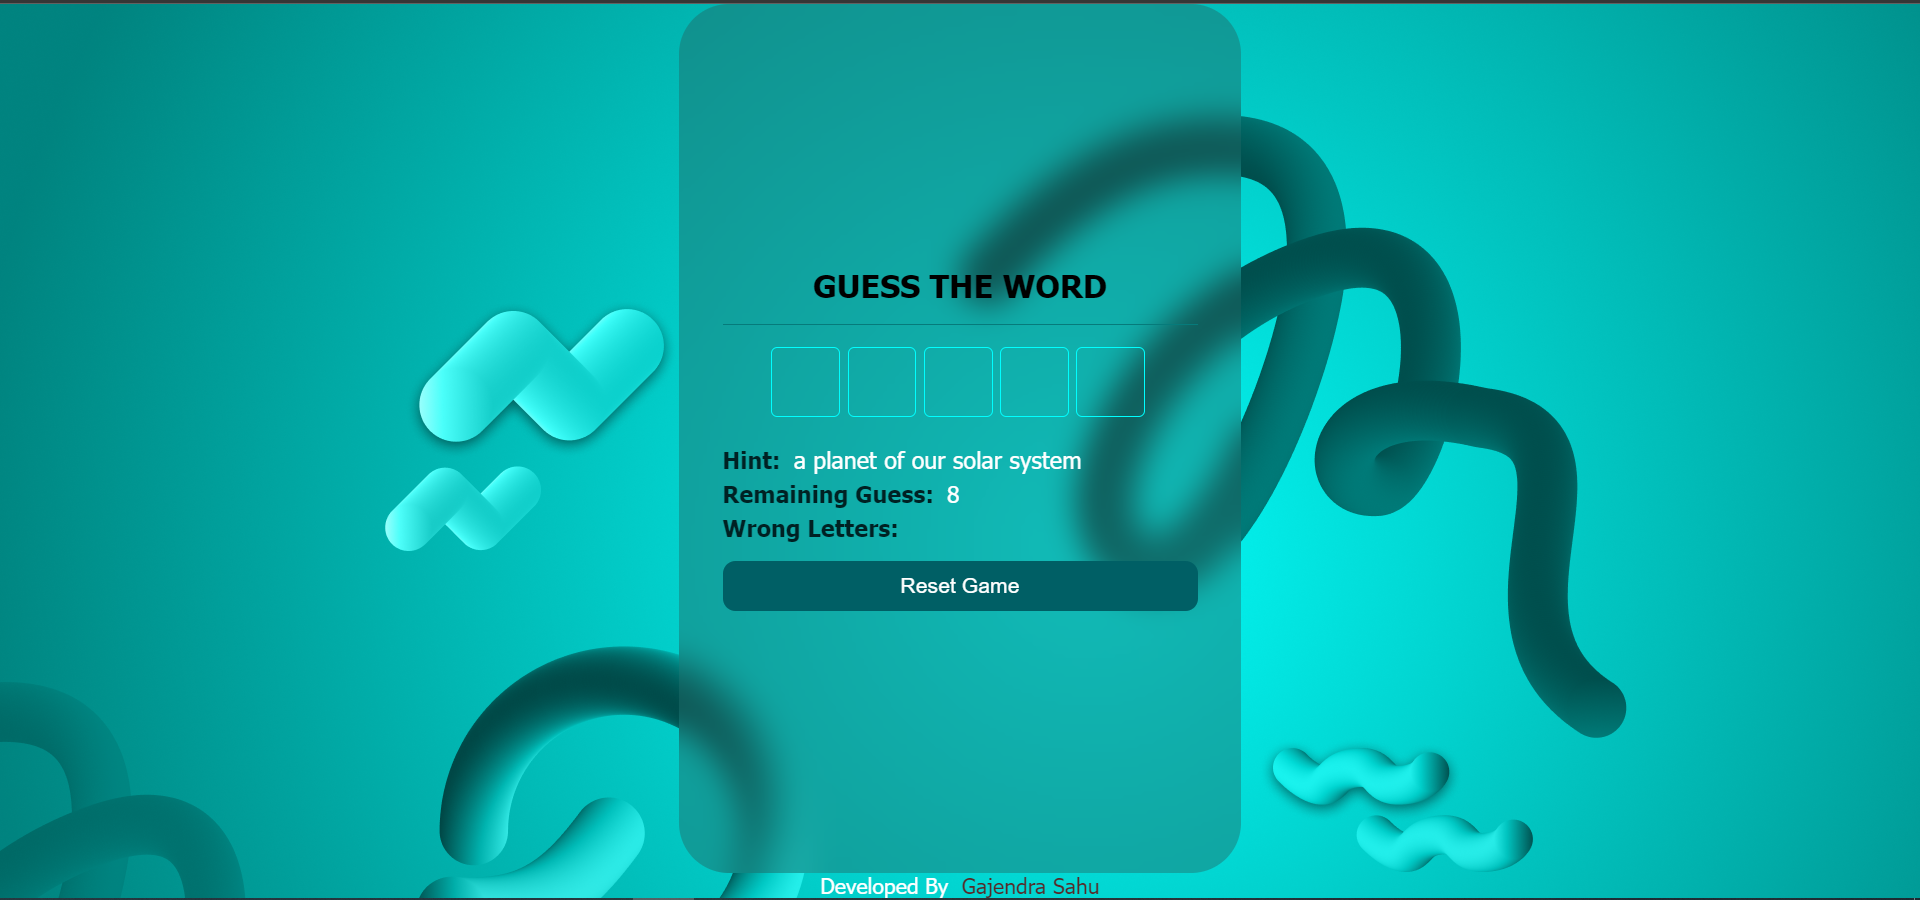 GUESS THE WORD
Hint: a planet of our solar system
Remaining Guess: 8
Wrong Letters:
Reset Game
Developed By Gajendra Sahu